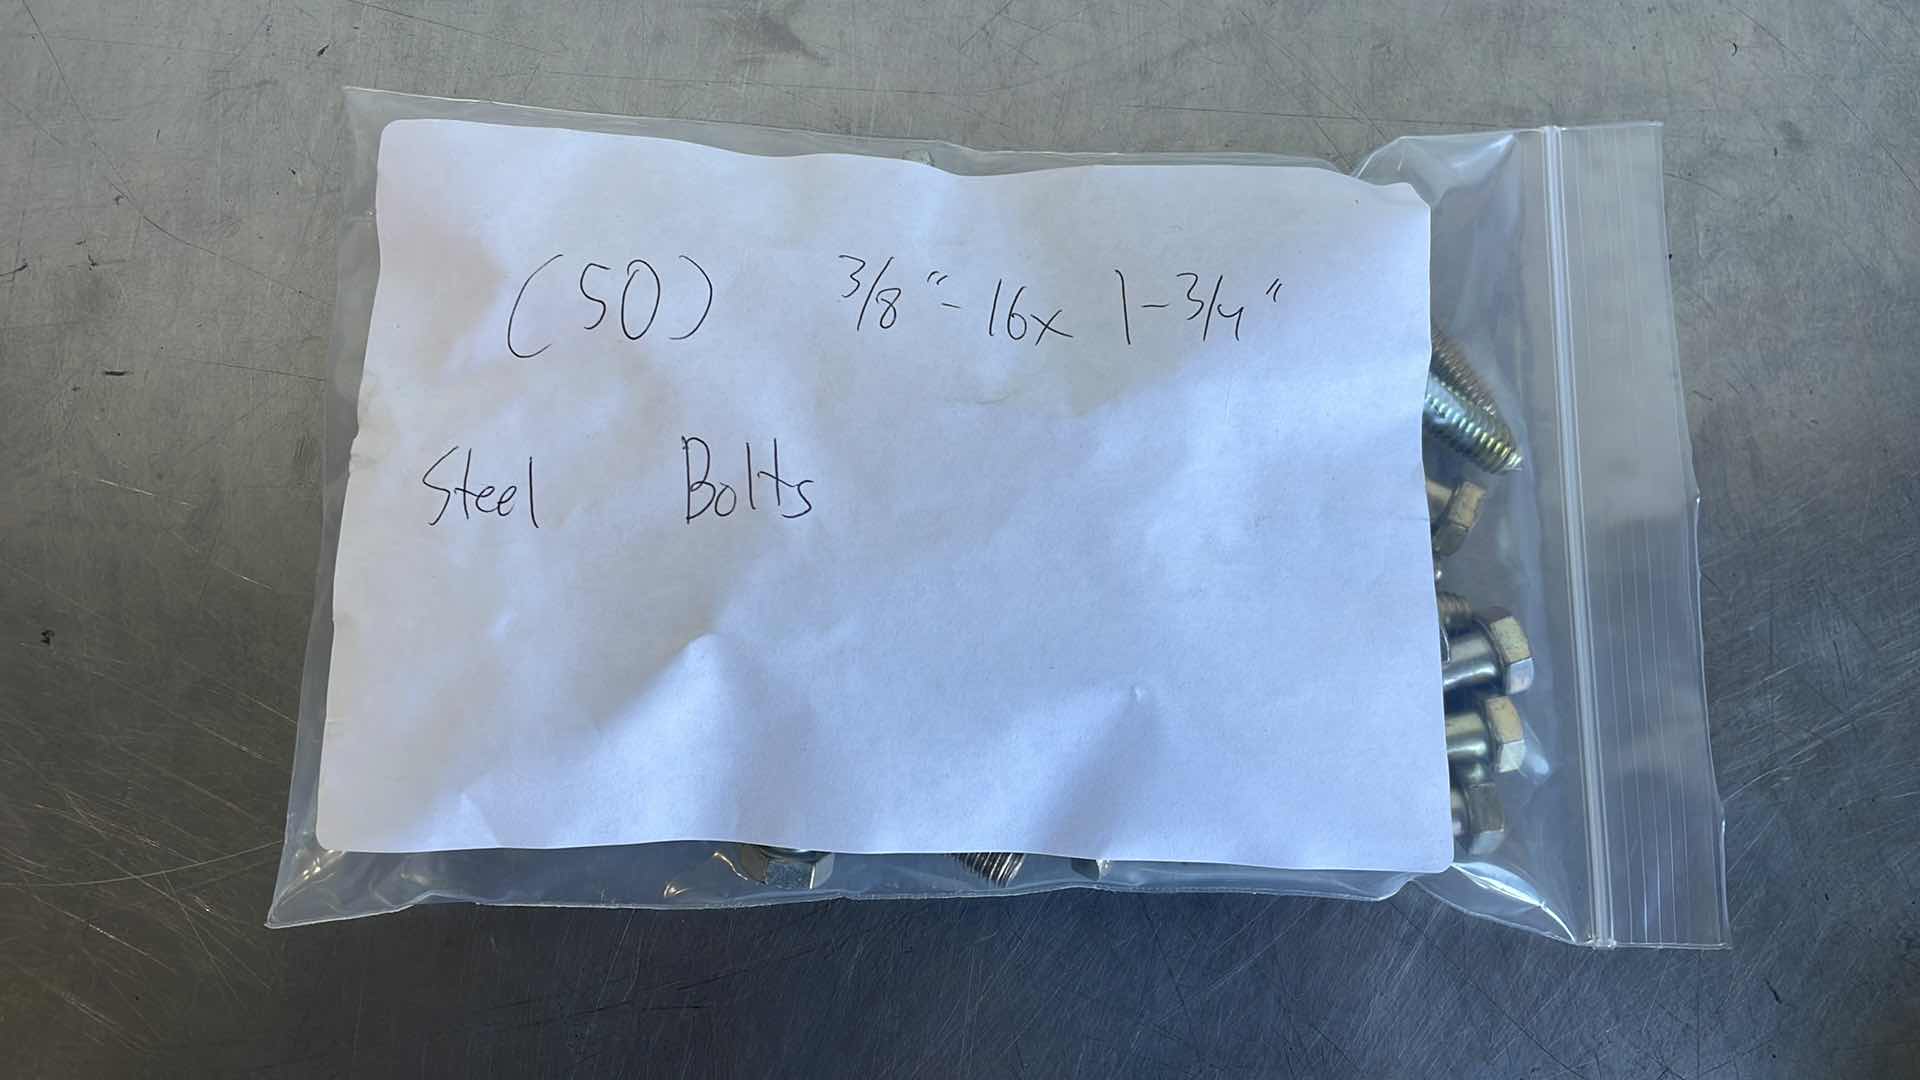 (50) 3/8"-16x 1-3/4"
Steel Bolts